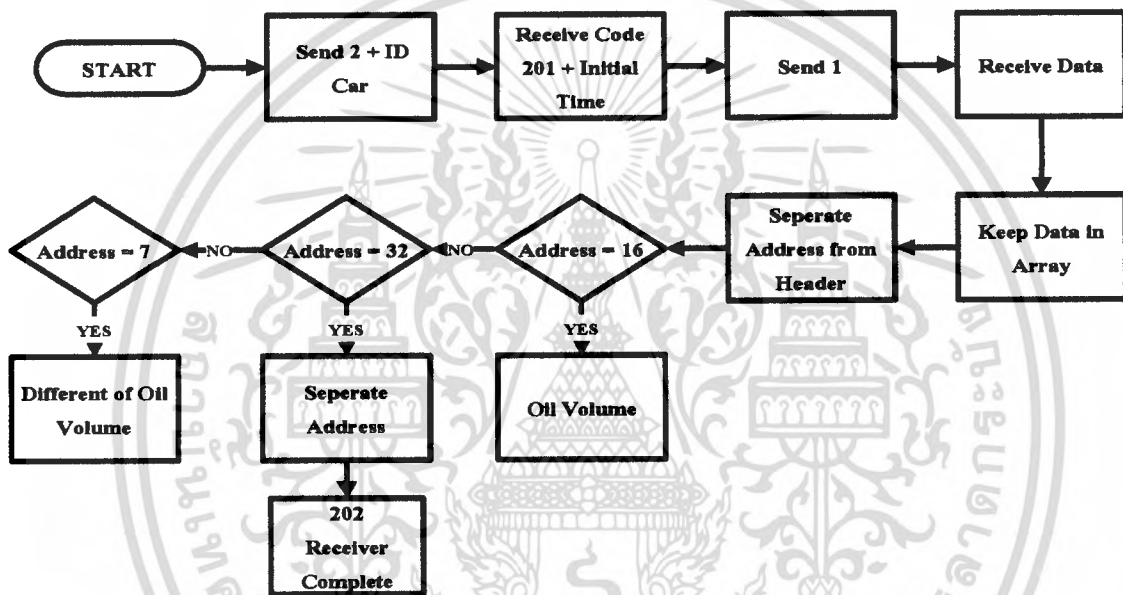 START
Send 2 + ID
Car
Receive Code
201 + Initial
Time
Send 1
Receive Data
Keep Data in
Array
Seperate
Address from
Header
Address = 16
NO
Address = 32
NO
Address = 7
YES
YES
YES
Different of Oil
Volume
Seperate
Address
Oil Volume
202
Receiver
Complete